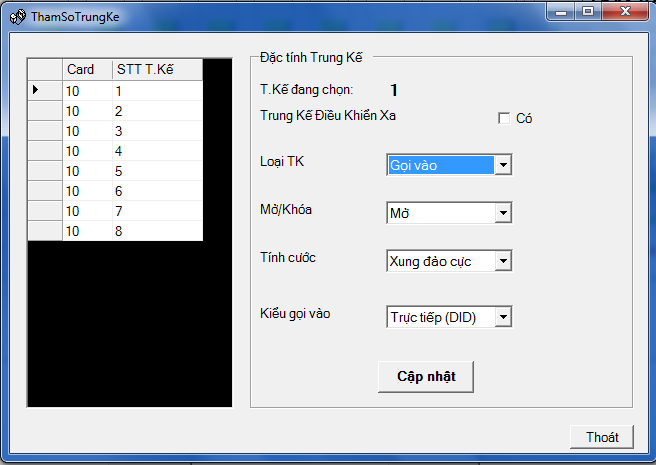 ThamSoTrungKe
Card STT T.Kế
10 1
10 2
10 3
10 4
10 5
10 6
10 7
10 8
Đặc tính Trung Kế
T.Kế đang chọn: 1
Trung Kế Điều Khiển Xa Có
Loại TK Gọi vào
Mở/Khóa Mở
Tính cước Xung đảo cực
Kiểu gọi vào Trực tiếp (DID)
Cập nhật
Thoát